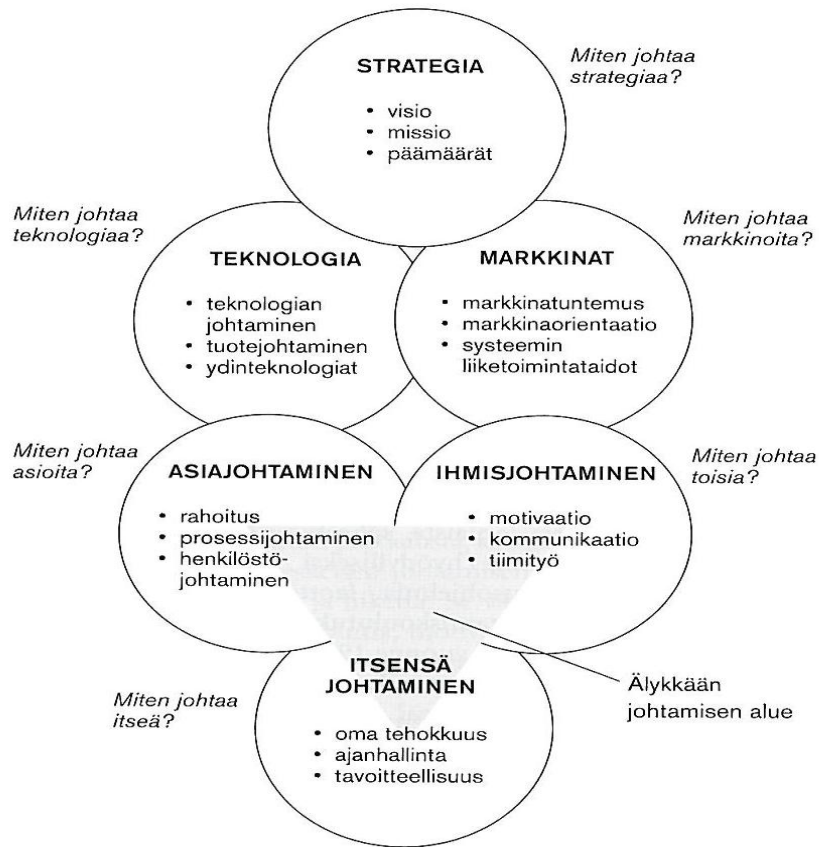 STRATEGIA
• visio
• missio
• päämäärät
Miten johtaa
strategiaa?
Miten johtaa
teknologiaa?
TEKNOLOGIA
• teknologian
johtaminen
• tuotejohtaminen
• ydinteknologiat
Miten johtaa
markkinoita?
MARKKINAT
• markkinatuntemus
• markkinaorientaatio
• systeemin
liiketoimintataidot
Miten johtaa
asioita?
ASIAJOHTAMINEN
• rahoitus
• prosessijohtaminen
• henkilöstö-
johtaminen
Miten johtaa
toisia?
IHMISJOHTAMINEN
• motivaatio
• kommunikaatio
• tiimityö
Miten johtaa
itseä?
ITSENSÄ
JOHTAMINEN
• oma tehokkuus
• ajanhallinta
• tavoitteellisuus
Älykkään
johtamisen alue